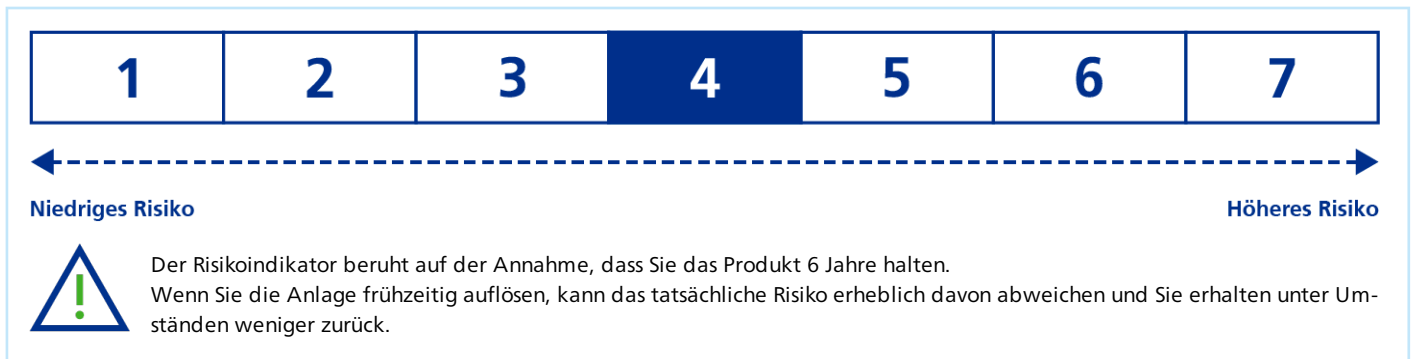 1 2 3 4 5 6 7
Niedriges Risiko Höheres Risiko
Der Risikoindikator beruht auf der Annahme, dass Sie das Produkt 6 Jahre halten.
Wenn Sie die Anlage frühzeitig auflösen, kann das tatsächliche Risiko erheblich davon abweichen und Sie erhalten unter Um-
ständen weniger zurück.